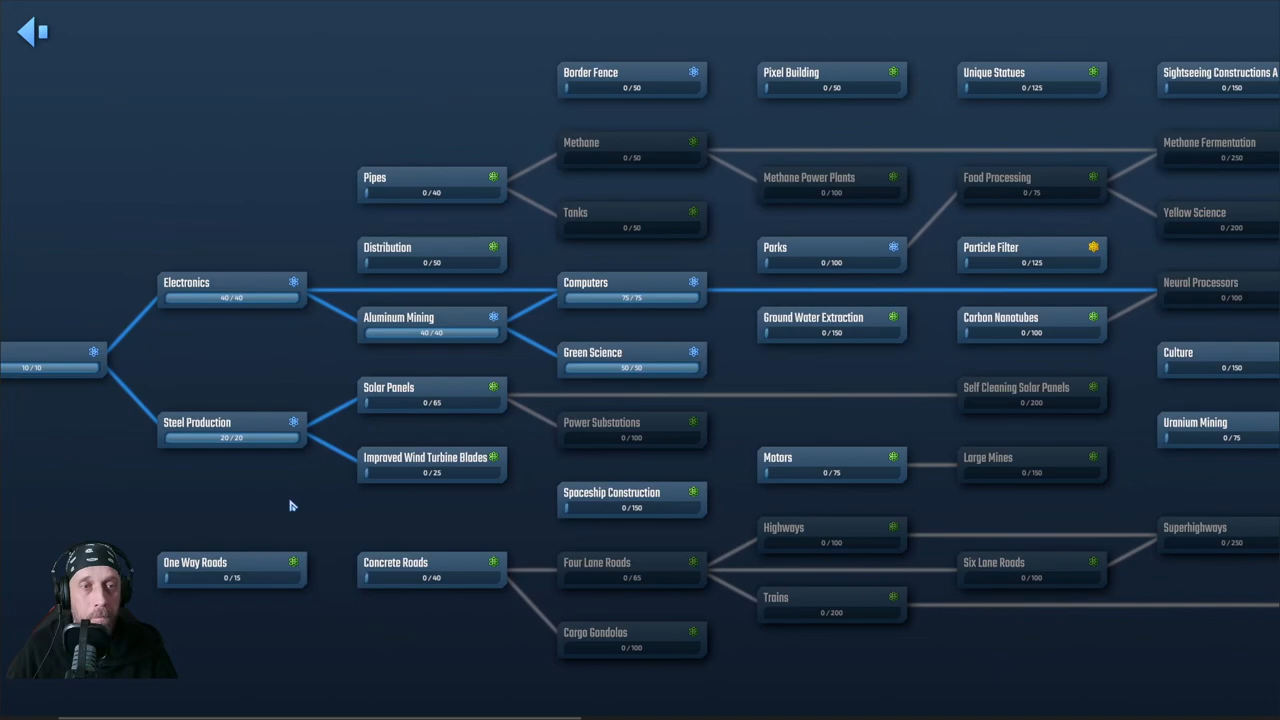 Border Fence
0 / 50
Pixel Building
0 / 50
Unique Statues
0 / 125
Sightseeing Constructions A
0 / 150
Methane
0 / 50
Methane Fermentation
0 / 250
Pipes
0 / 40
Methane Power Plants
0 / 100
Food Processing
0 / 75
Tanks
0 / 50
Yellow Science
0 / 200
Distribution
0 / 50
Parks
0 / 100
Particle Filter
0 / 125
Electronics
40 / 40
Computers
75 / 75
Neural Processors
0 / 100
Aluminum Mining
40 / 40
Ground Water Extraction
0 / 150
Carbon Nanotubes
0 / 100
10 / 10
Green Science
50 / 50
Culture
0 / 150
Solar Panels
0 / 65
Self Cleaning Solar Panels
0 / 200
Steel Production
20 / 20
Power Substations
0 / 100
Uranium Mining
0 / 75
Improved Wind Turbine Blades
0 / 25
Motors
0 / 75
Large Mines
0 / 150
Spaceship Construction
0 / 150
Highways
0 / 100
Superhighways
0 / 250
One Way Roads
0 / 15
Concrete Roads
0 / 40
Four Lane Roads
0 / 65
Six Lane Roads
0 / 100
Trains
0 / 200
Cargo Gondolas
0 / 100